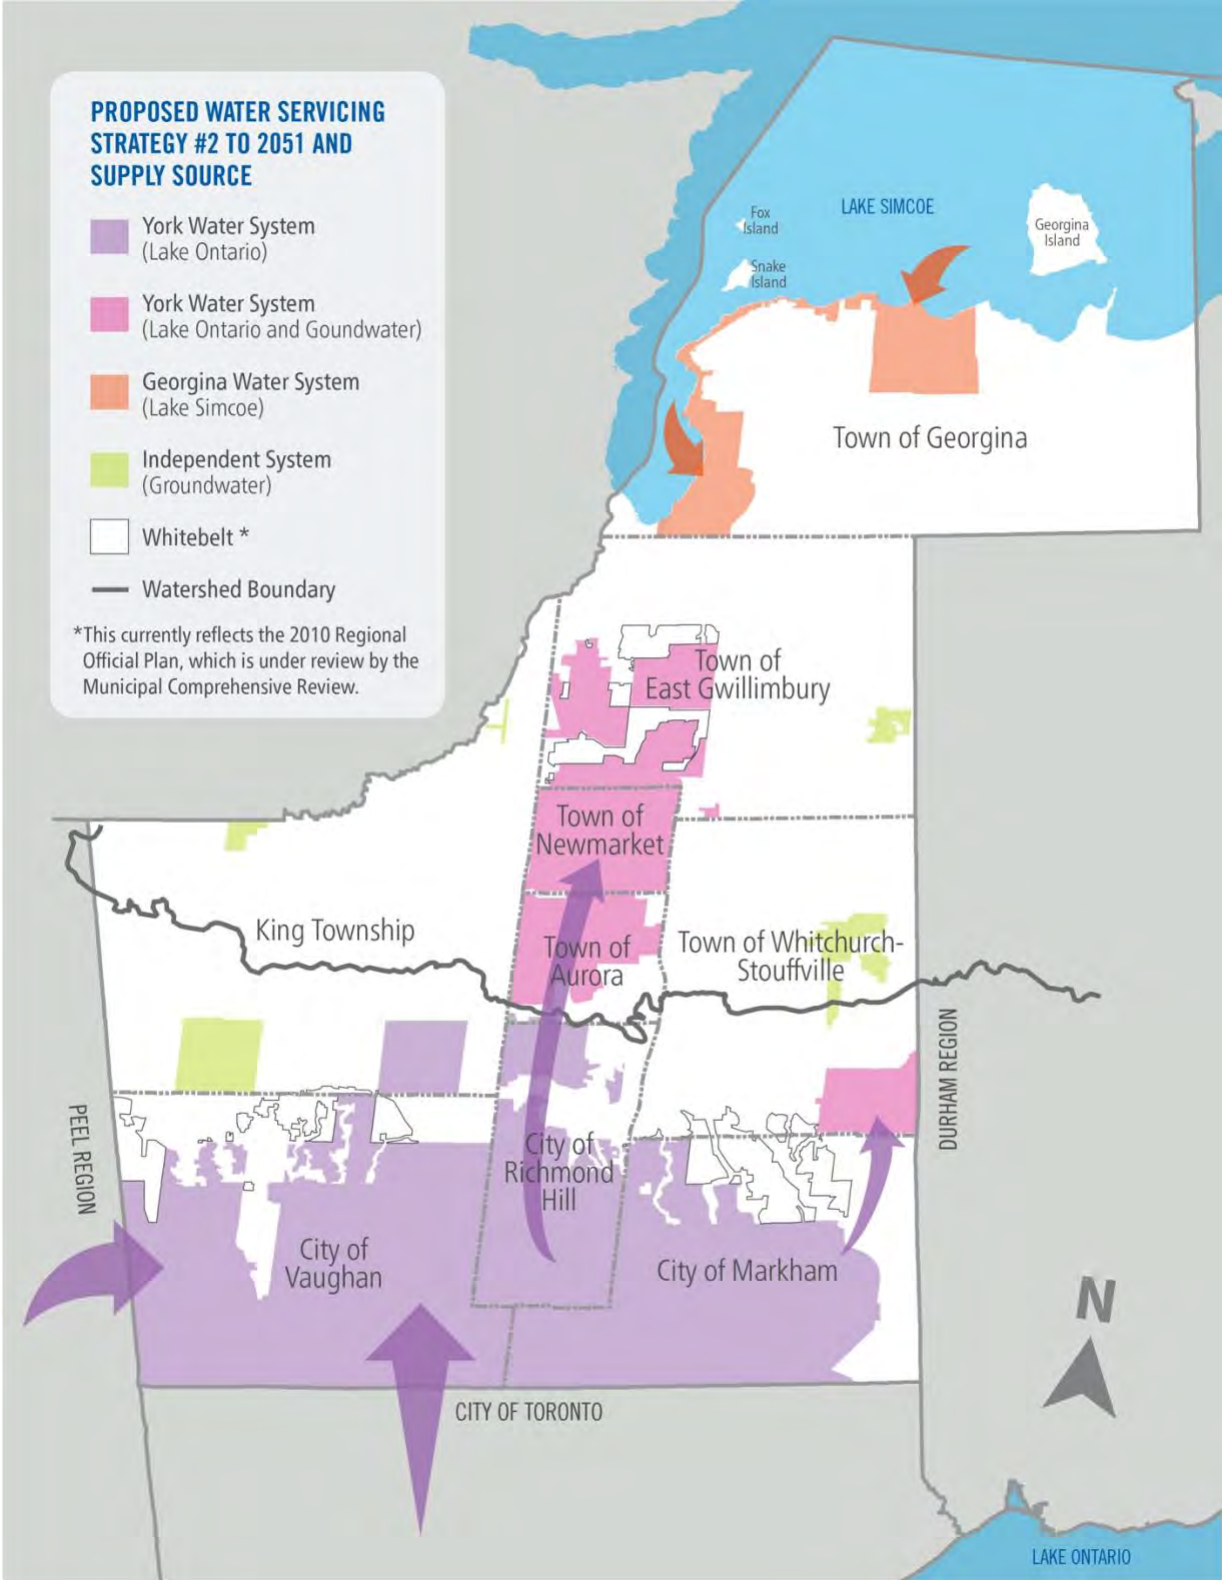 PROPOSED WATER SERVICING
STRATEGY #2 TO 2051 AND
SUPPLY SOURCE
York Water System
(Lake Ontario)
York Water System
(Lake Ontario and Goundwater)
Georgina Water System
(Lake Simcoe)
Independent System
(Groundwater)
Whitebelt *
Watershed Boundary
*This currently reflects the 2010 Regional
Official Plan, which is under review by the
Municipal Comprehensive Review.
LAKE SIMCOE
Fox
Island
Georgina
Island
Snake
Island
Town of Georgina
Town of
East Gwillimbury
Town of
Newmarket
King Township
Town of
Aurora
Town of Whitchurch-
Stouffville
DURHAM REGION
PEEL REGION
City of
Richmond
Hill
City of
Vaughan
City of Markham
N
CITY OF TORONTO
LAKE ONTARIO